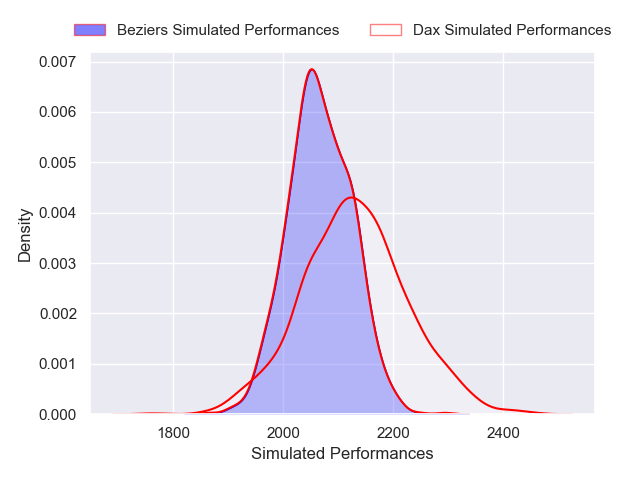 Beziers Simulated Performances Dax Simulated Performances
0.007
0.006
0.005
0.004
0.003
0.002
0.001
0.000
Density
1800 2000 2200 2400
Simulated Performances